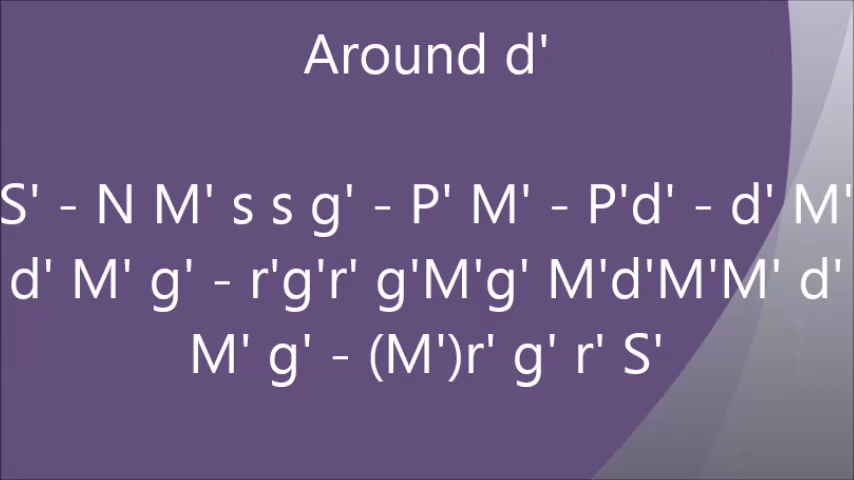 Around d'
S' - N M' s s g' - P' M' - P'd' - d' M'
d' M' g' - r'g'r' g'M'g' M'd'M'M' d'
M' g' - (M')r' g' r' S'